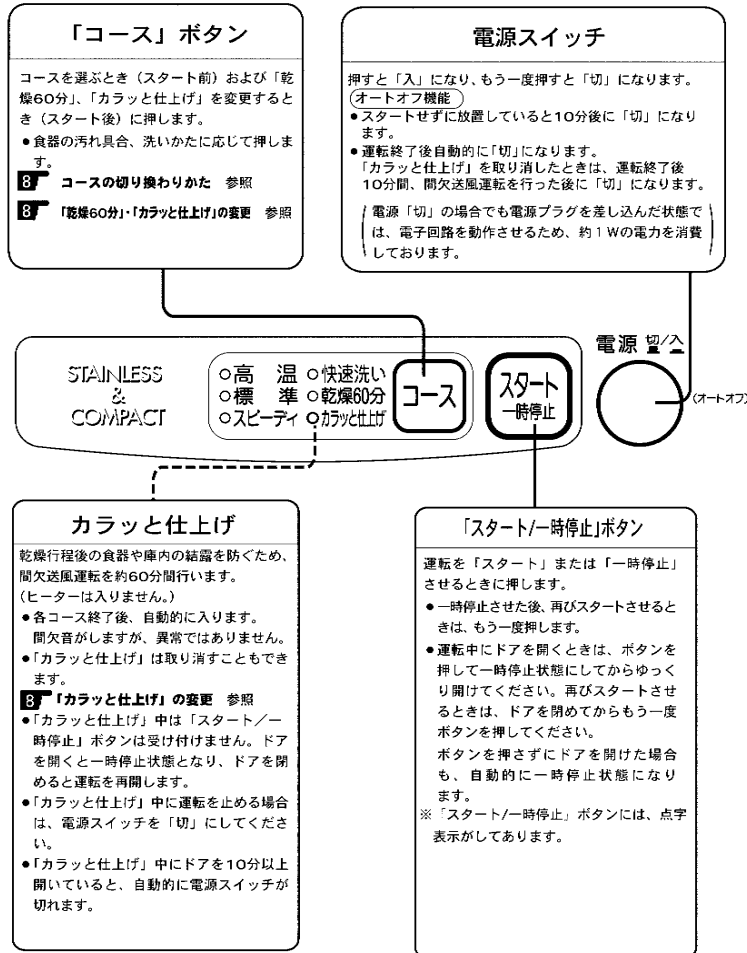 「コース」ボタン
コースを選ぶとき（スタート前）および「乾
燥60分」、「カラッと仕上げ」を変更すると
き（スタート後）に押します。
●食器の汚れ具合、洗いかたに応じて押しま
す。
8 コースの切り換わりかた 参照
8 「乾燥60分」・「カラッと仕上げ」の変更 参照
電源スイッチ
押すと「入」になり、もう一度押すと「切」になります。
オートオフ機能
●スタートせずに放置していると10分後に「切」になり
ます。
●運転終了後自動的に「切」になります。
「カラッと仕上げ」を取り消したときは、運転終了後
10分間、間欠送風運転を行った後に「切」になります。
（電源「切」の場合でも電源プラグを差し込んだ状態で
は、電子回路を動作させるため、約1Wの電力を消費
しております。）
STAINLESS
&
COMPACT
○高 温 ○快速洗い
○標 準 ○乾燥60分
○スピーディ ○カラッと仕上げ
コース
スタート
一時停止
電源 切/入
(オートオフ)
カラッと仕上げ
乾燥行程後の食器や庫内の結露を防ぐため、
間欠送風運転を約60分間行います。
（ヒーターは入りません。）
●各コース終了後、自動的に入ります。
間欠音がしますが、異常ではありません。
●「カラッと仕上げ」は取り消すこともでき
ます。
8 「カラッと仕上げ」の変更 参照
●「カラッと仕上げ」中は「スタート／一
時停止」ボタンは受け付けません。ドア
を開くと一時停止状態となり、ドアを閉
めると運転を再開します。
●「カラッと仕上げ」中に運転を止める場合
は、電源スイッチを「切」にしてくださ
い。
●「カラッと仕上げ」中にドアを10分以上
開いていると、自動的に電源スイッチが
切れます。
「スタート/一時停止」ボタン
運転を「スタート」または「一時停止」
させるときに押します。
●一時停止させた後、再びスタートさせると
きは、もう一度押します。
●運転中にドアを開くときは、ボタンを
押して一時停止状態にしてからゆっく
り開けてください。再びスタートさせ
るときは、ドアを閉めてからもう一度
ボタンを押してください。
ボタンを押さずにドアを開けた場合
も、自動的に一時停止状態になり
ます。
※「スタート/一時停止」ボタンには、点字
表示がしてあります。